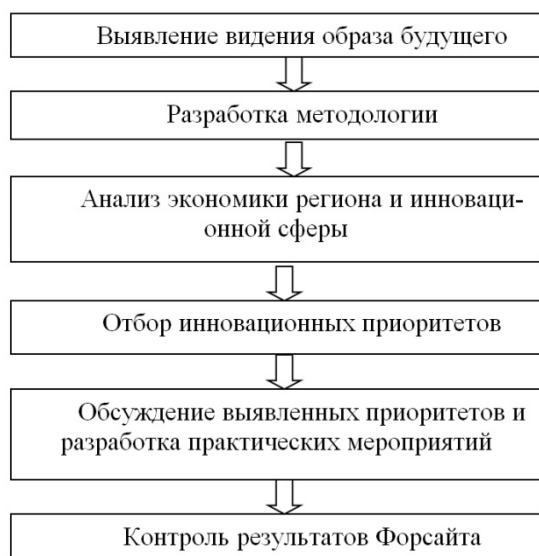 Выявление видения образа будущего
Разработка методологии
Анализ экономики региона и инноваци-
онной сферы
Отбор инновационных приоритетов
Обсуждение выявленных приоритетов и
разработка практических мероприятий
Контроль результатов Форсайта